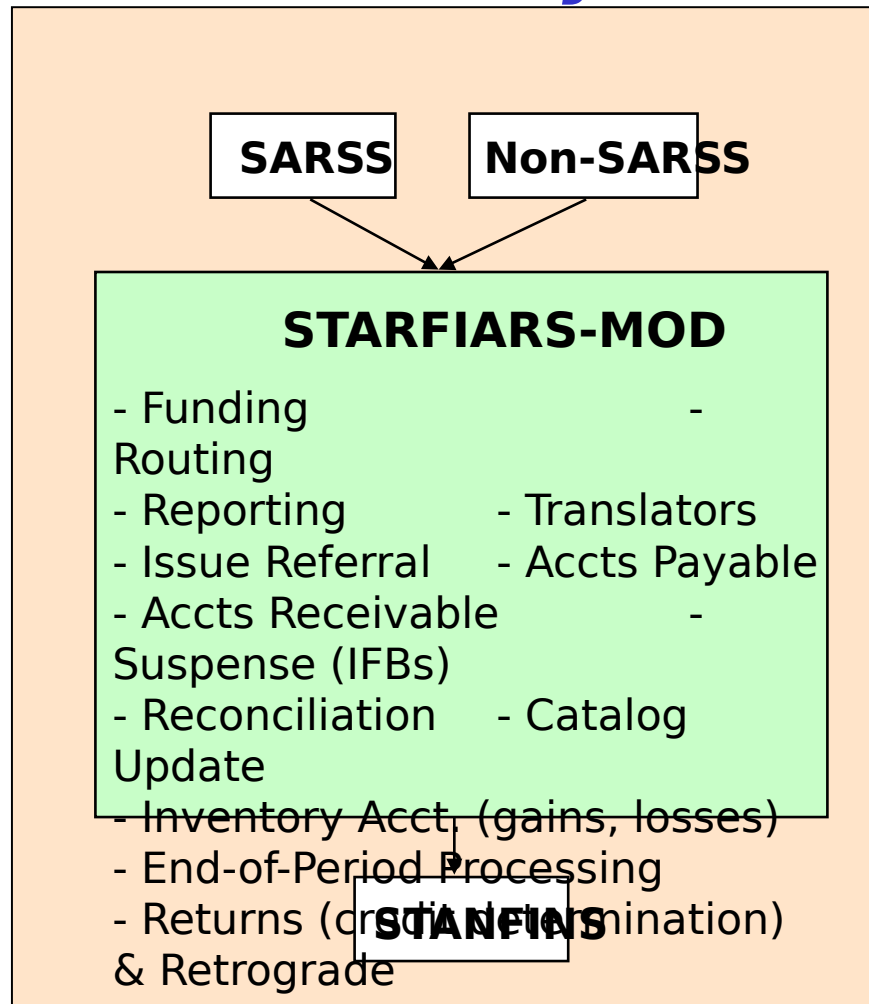 SARSS
Non-SARSS
STARFIARS-MOD
- Funding -
Routing
- Reporting - Translators
- Issue Referral - Accts Payable
- Accts Receivable -
Suspense (IFBs)
- Reconciliation - Catalog
Update
- Inventory Acct. (gains, losses)
- End-of-Period Processing
- Returns (credit determination)
STANFINS
& Retrograde